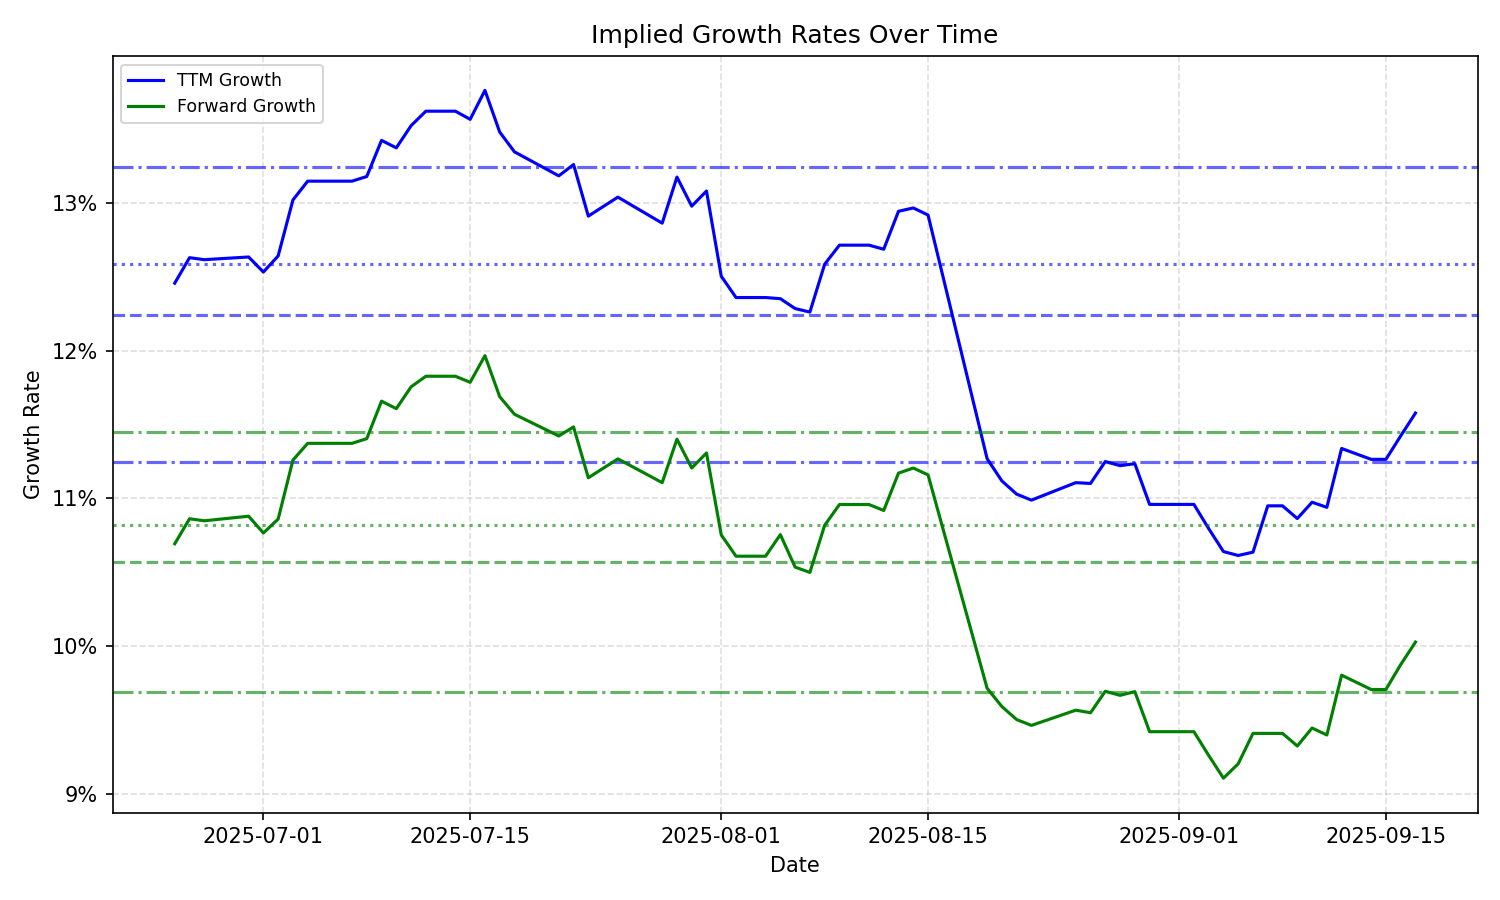 Implied Growth Rates Over Time
TTM Growth
Forward Growth
Growth Rate
13%
12%
11%
10%
9%
2025-07-01
2025-07-15
2025-08-01
2025-08-15
2025-09-01
2025-09-15
Date